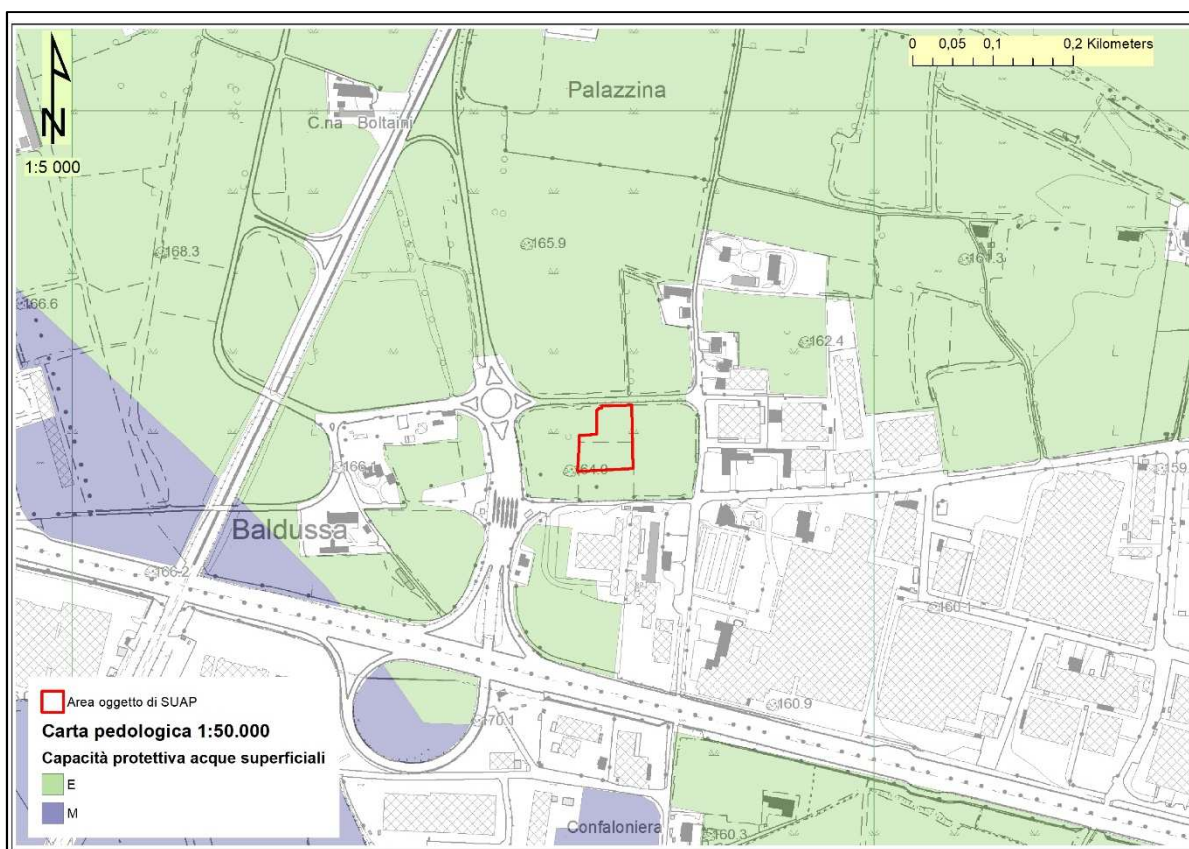 0 0,05 0,1 0,2 Kilometers
N
1:5 000
Palazzina
C.na Boltaini
168.3
165.9
166.6
162.4
164.0
Baldussa
166.2
160.1
160.9
170.1
Area oggetto di SUAP
Carta pedologica 1:50.000
Capacità protettiva acque superficiali
E
M
Confaloniera
160.3